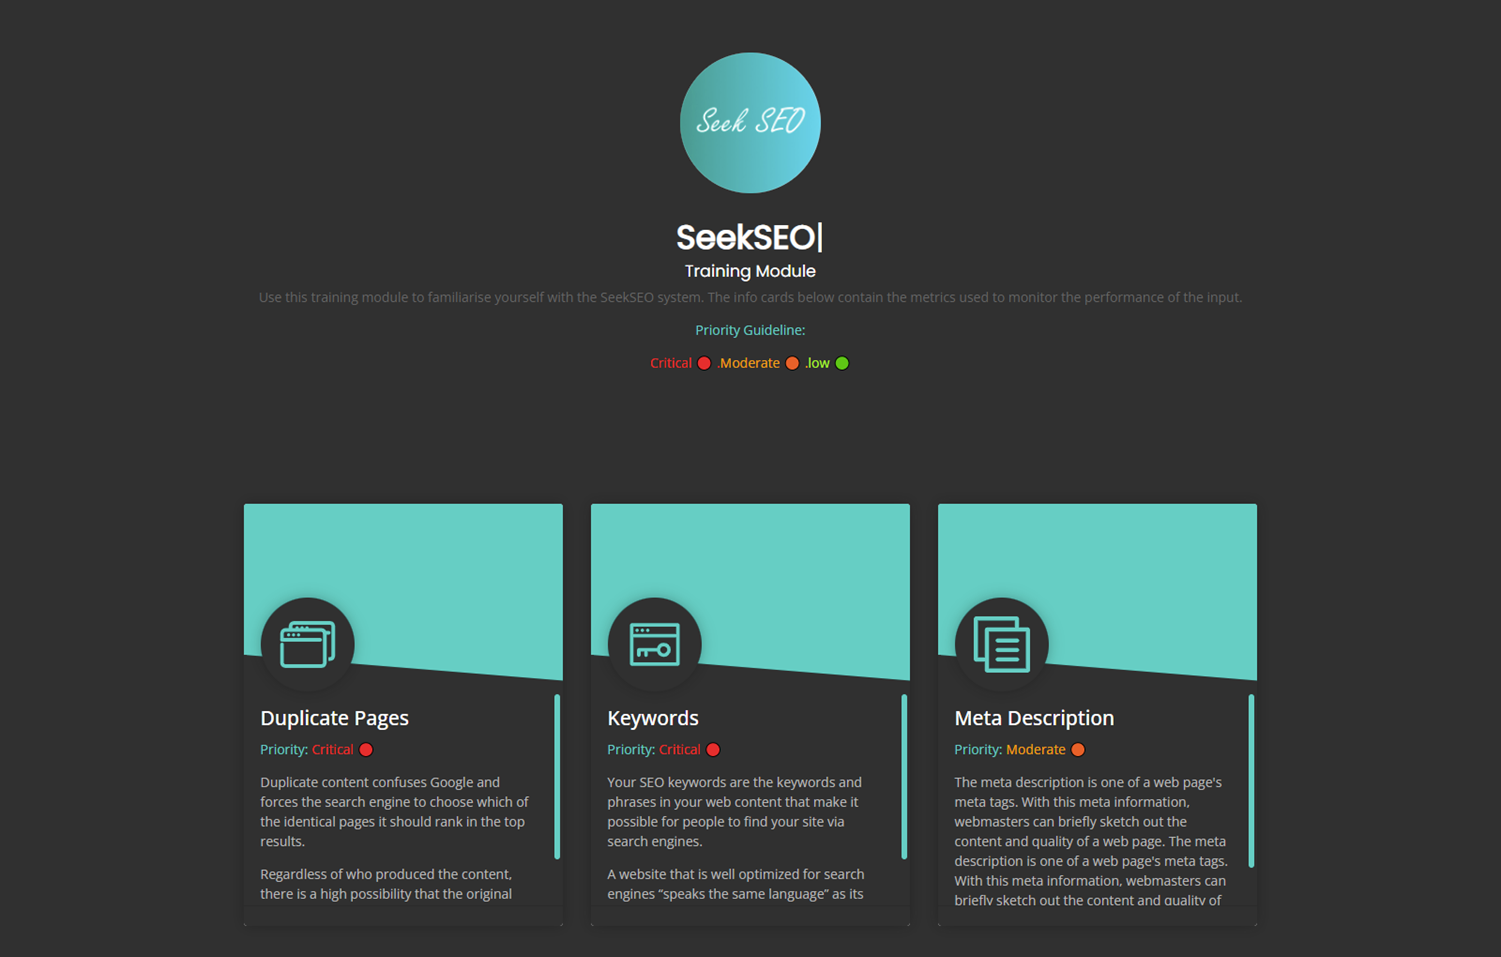 Seek SEO
SeekSEO|
Training Module
Use this training module to familiarise yourself with the SeekSEO system. The info cards below contain the metrics used to monitor the performance of the input.
Priority Guideline:
Critical .Moderate .low
Duplicate Pages
Priority: Critical
Duplicate content confuses Google and
forces the search engine to choose which of
the identical pages it should rank in the top
results.
Regardless of who produced the content,
there is a high possibility that the original
Keywords
Priority: Critical
Your SEO keywords are the keywords and
phrases in your web content that make it
possible for people to find your site via
search engines.
A website that is well optimized for search
engines “speaks the same language” as its
Meta Description
Priority: Moderate
The meta description is one of a web page's
meta tags. With this meta information,
webmasters can briefly sketch out the
content and quality of a web page. The meta
description is one of a web page's meta tags.
With this meta information, webmasters can
briefly sketch out the content and quality of